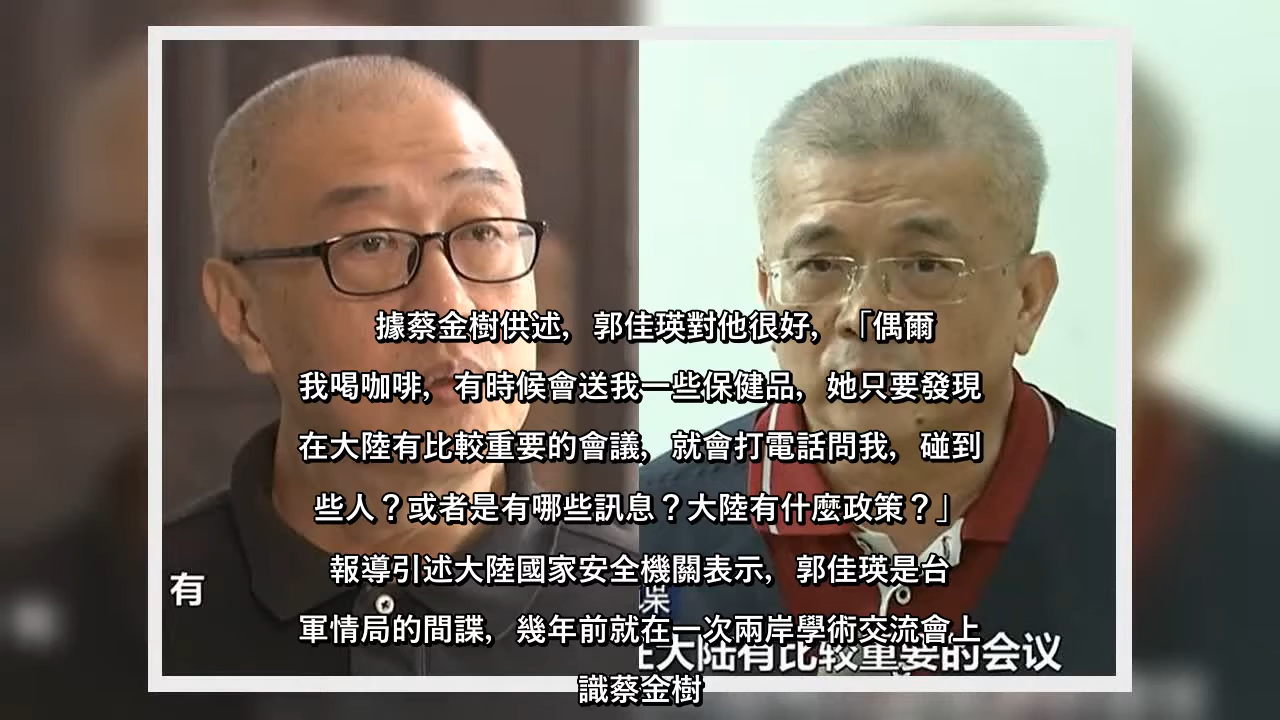 據蔡金樹供述，郭佳瑛對他很好，「偶爾
我喝咖啡，有時候會送我一些保健品，她只要發現
在大陸有比較重要的會議，就會打電話問我，碰到
些人？或者是有哪些訊息？大陸有什麼政策？」
報導引述大陸國家安全機關表示，郭佳瑛是台
軍情局的間諜，幾年前就在一次兩岸學術交流會上
識蔡金樹
有
在大陆有比较重要的会议